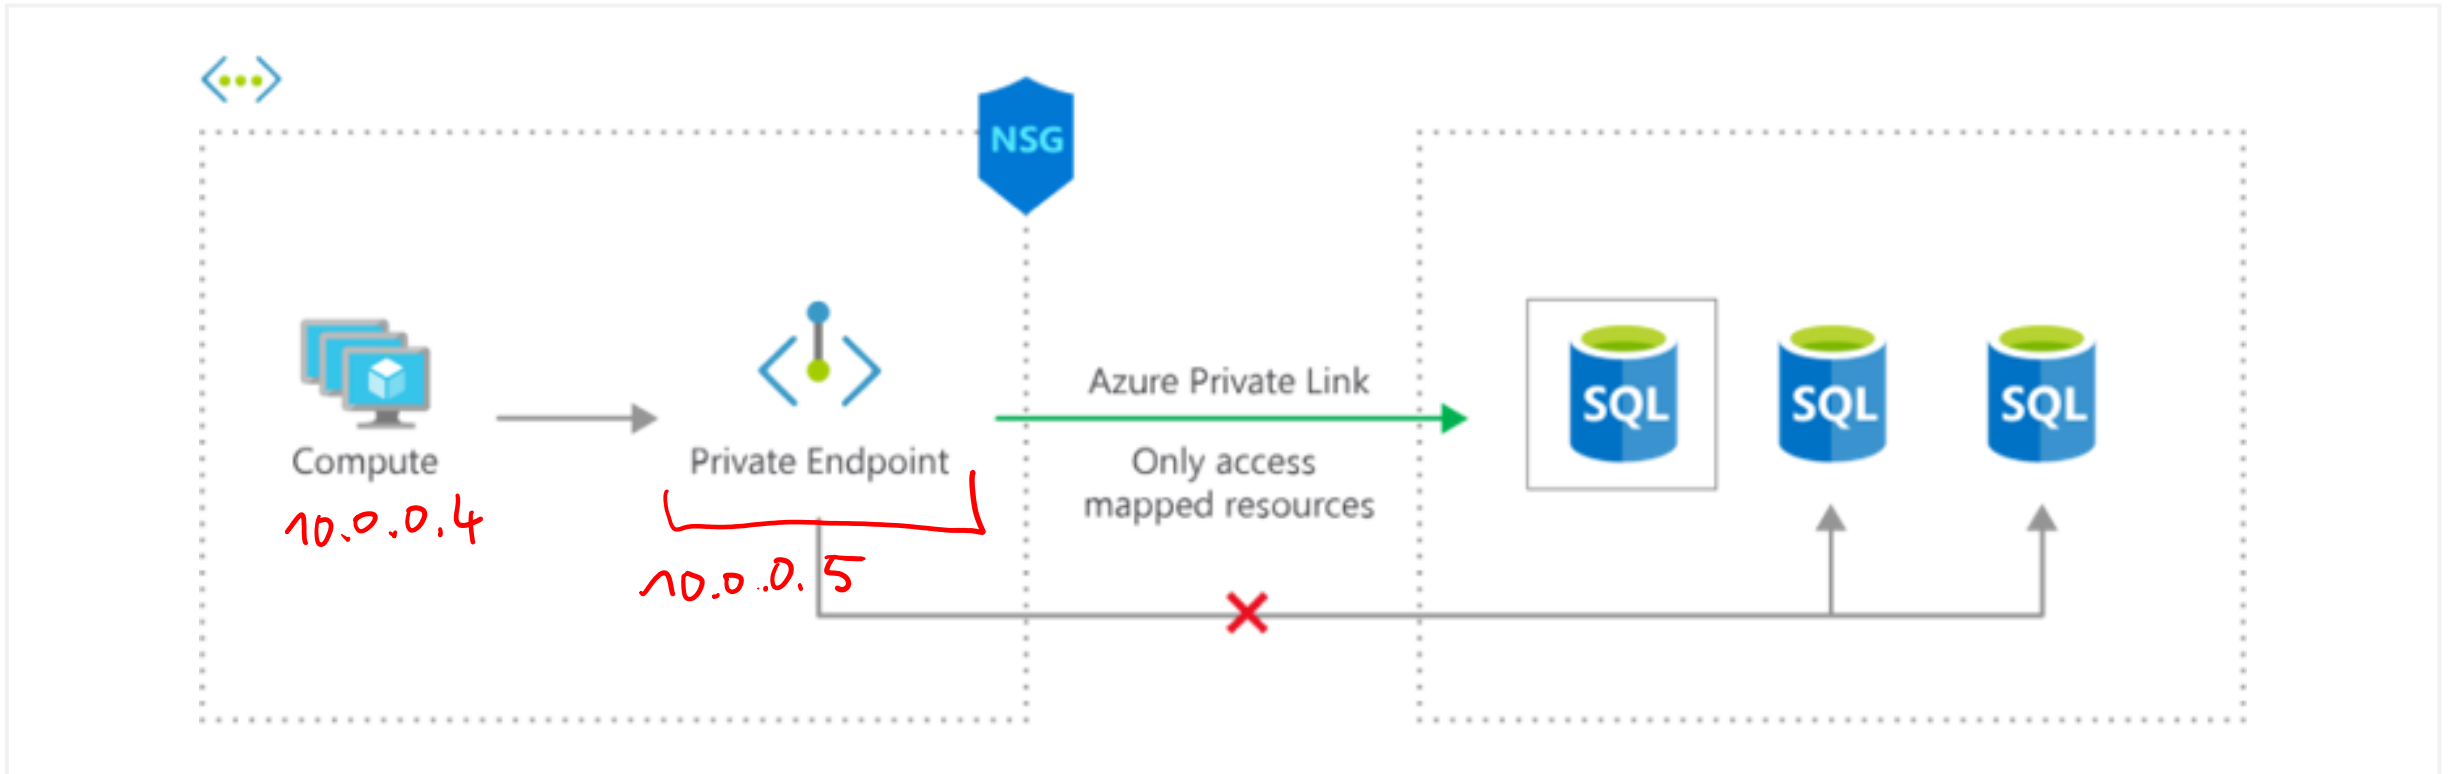 NSG
Compute
10.0.0.4
Private Endpoint
10.0.0.5
Azure Private Link
Only access
mapped resources
SQL
SQL
SQL